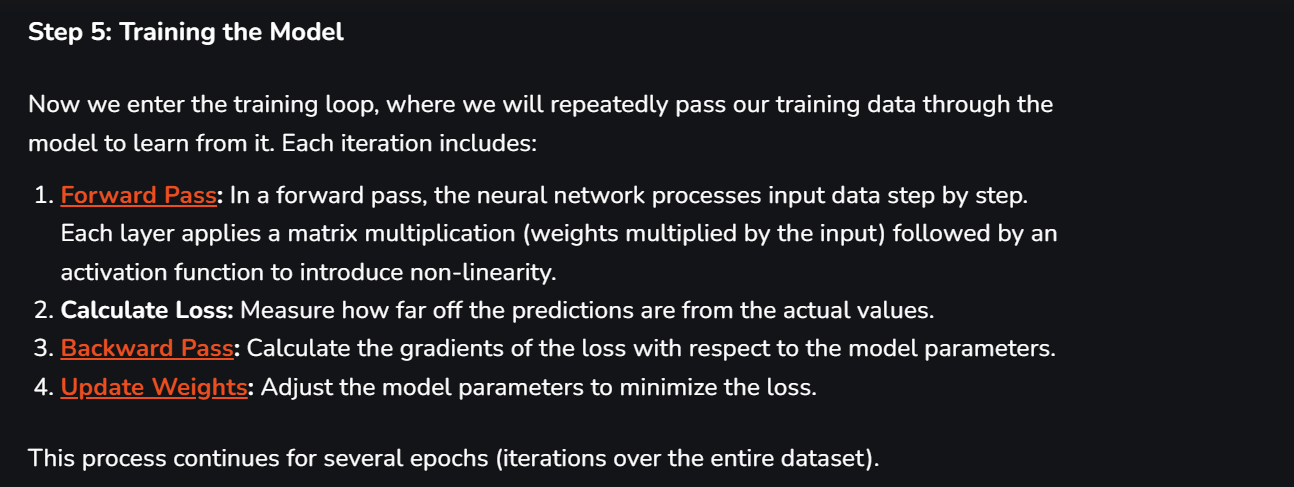 Step 5: Training the Model
Now we enter the training loop, where we will repeatedly pass our training data through the
model to learn from it. Each iteration includes:
1. Forward Pass: In a forward pass, the neural network processes input data step by step.
Each layer applies a matrix multiplication (weights multiplied by the input) followed by an
activation function to introduce non-linearity.
2. Calculate Loss: Measure how far off the predictions are from the actual values.
3. Backward Pass: Calculate the gradients of the loss with respect to the model parameters.
4. Update Weights: Adjust the model parameters to minimize the loss.
This process continues for several epochs (iterations over the entire dataset).